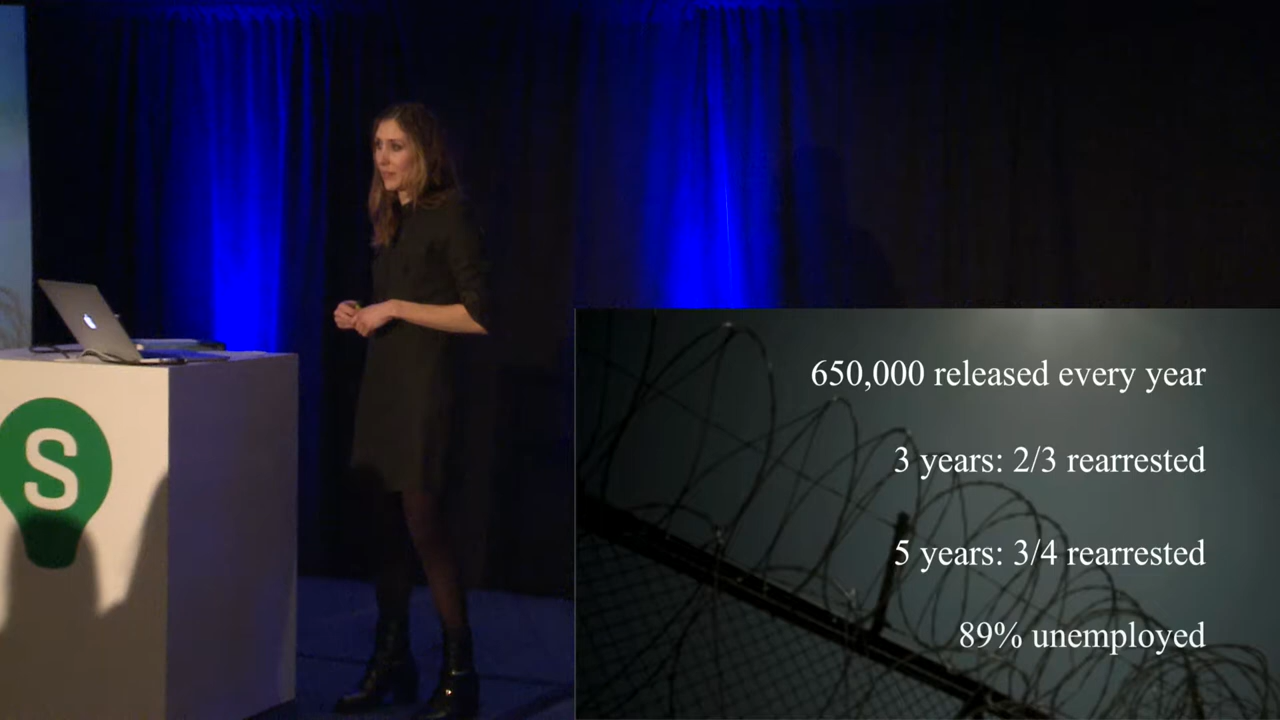 S
650,000 released every year
3 years: 2/3 rearrested
5 years: 3/4 rearrested
89% unemployed